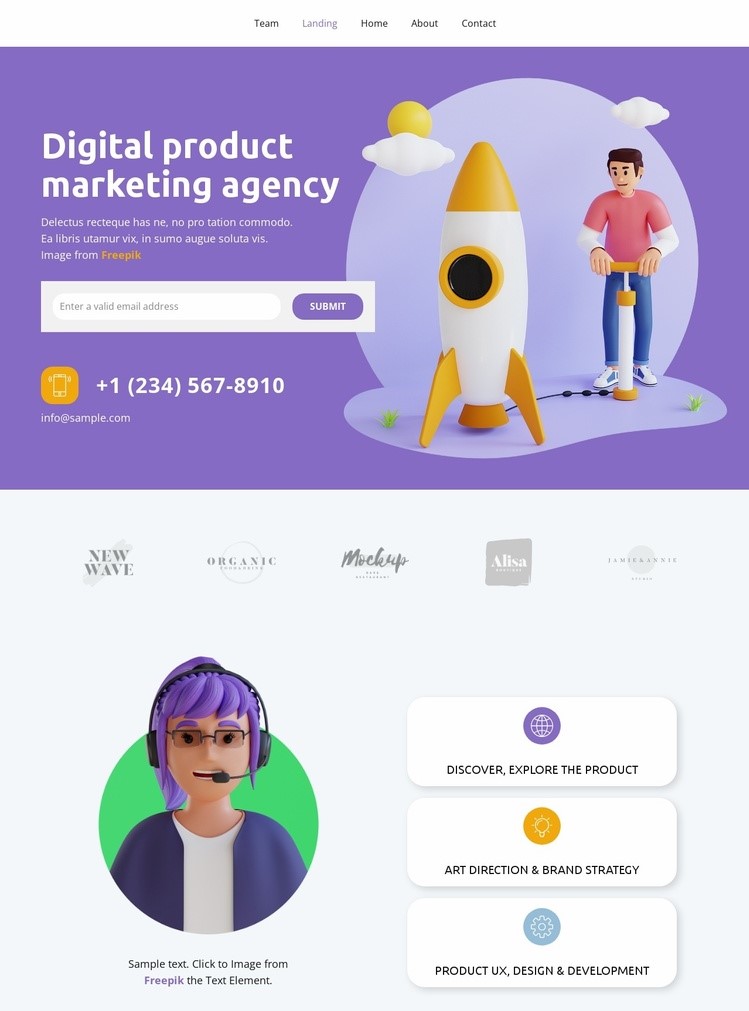 Team Landing Home About Contact
Digital product
marketing agency
Delectus recteque has ne, no pro tation commodo.
Ea libris utamur vix, in sumo augue soluta vis.
Image from Freepik
Enter a valid email address SUBMIT
+1 (234) 567-8910
info@sample.com
NEW
WAVE
ORGANIC
Mockup
RESTAURANT
Alisa
JAMIE&ANNIE
STUDIO
DISCOVER, EXPLORE THE PRODUCT
ART DIRECTION & BRAND STRATEGY
PRODUCT UX, DESIGN & DEVELOPMENT
Sample text. Click to Image from
Freepik the Text Element.